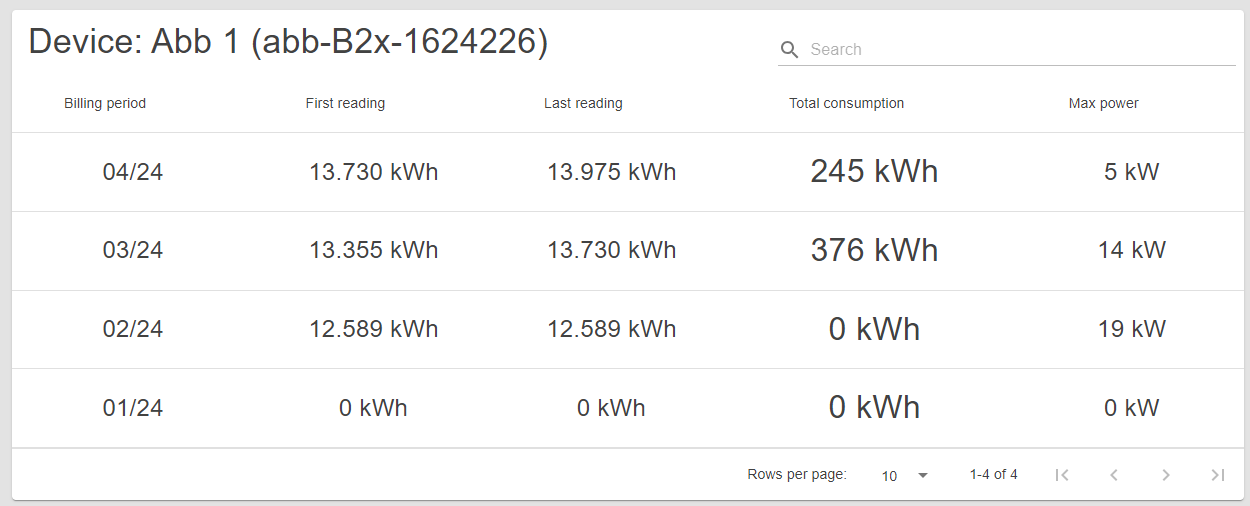 Device: Abb 1 (abb-B2x-1624226)
Search
Billing period First reading Last reading Total consumption Max power
04/24 13.730 kWh 13.975 kWh 245 kWh 5 kW
03/24 13.355 kWh 13.730 kWh 376 kWh 14 kW
02/24 12.589 kWh 12.589 kWh 0 kWh 19 kW
01/24 0 kWh 0 kWh 0 kWh 0 kW
Rows per page: 10 1-4 of 4